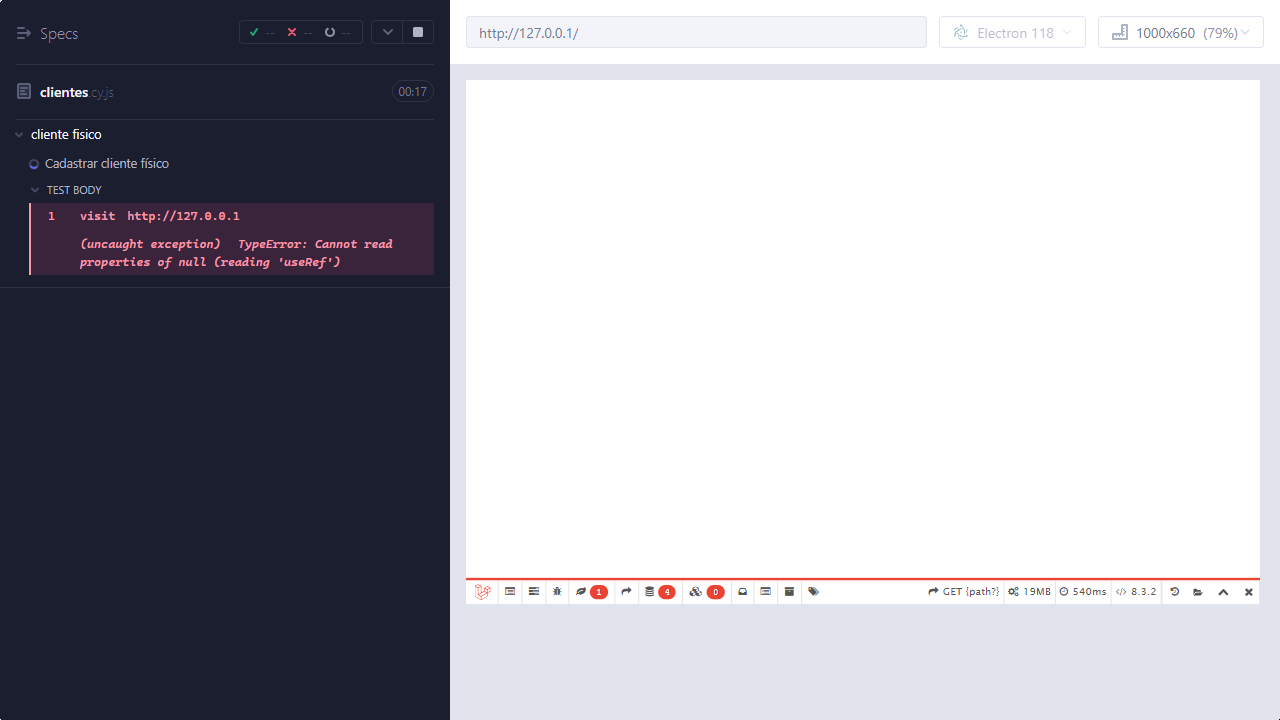 Specs
--
--
--
http://127.0.0.1/
Electron 118
1000x660 (79%)
clientes.cy.js
00:17
cliente fisico
Cadastrar cliente físico
TEST BODY
1 visit http://127.0.0.1
(uncaught exception) TypeError: Cannot read
properties of null (reading 'useRef')
1
4
0
GET {path?}
19MB
540ms
8.3.2